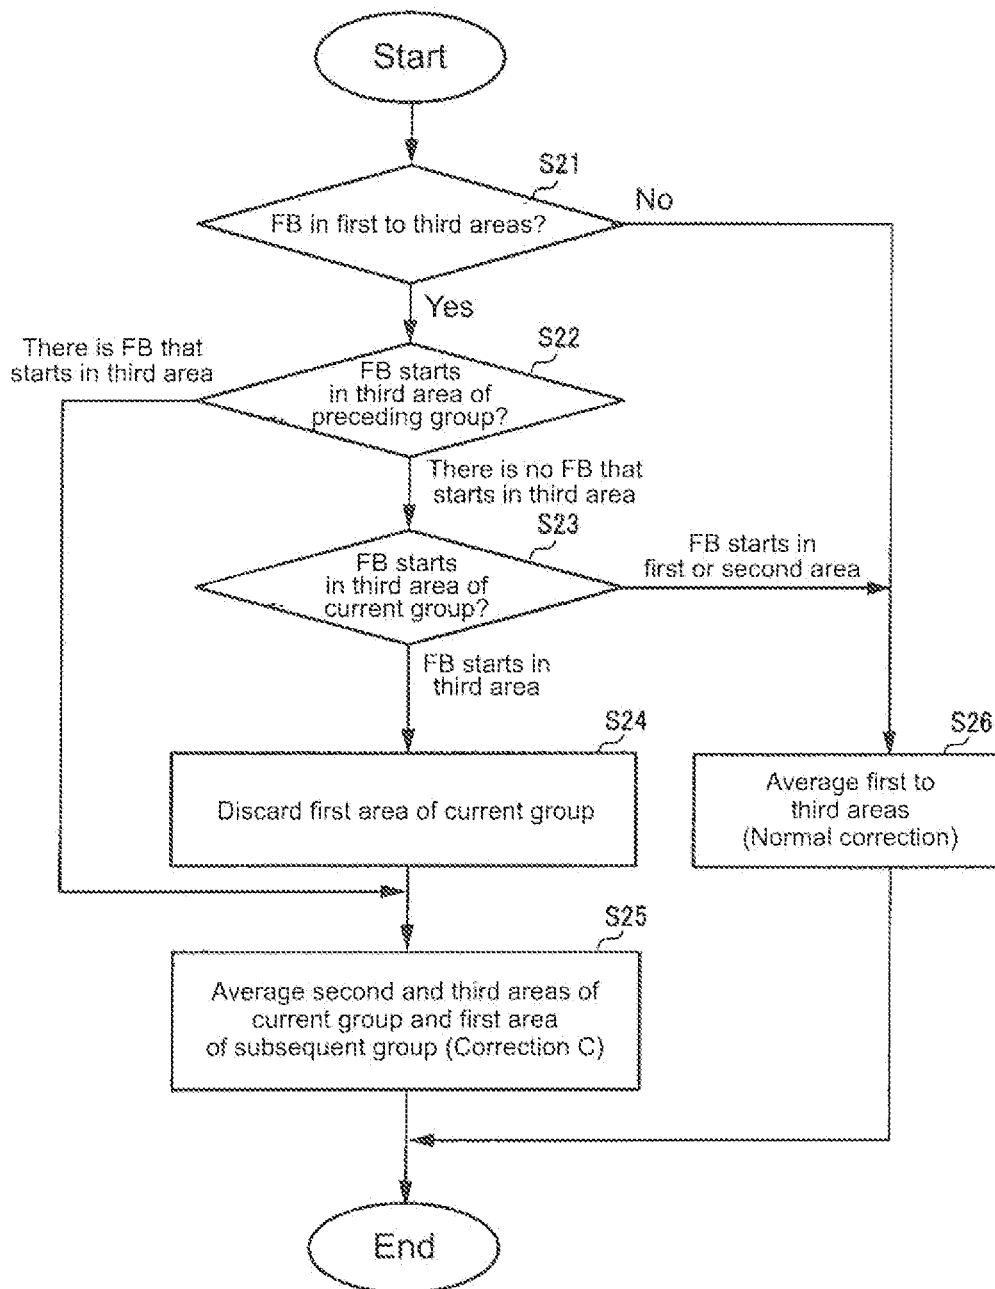 Start
S21
FB in first to third areas?
No
Yes
S22
There is FB that
starts in third area
FB starts
in third area of
preceding group?
There is no FB that
starts in third area
S23
FB starts
in third area of
current group?
FB starts in
first or second area
FB starts in
third area
S24
Discard first area of current group
S26
Average first to
third areas
(Normal correction)
S25
Average second and third areas of
current group and first area
of subsequent group (Correction C)
End